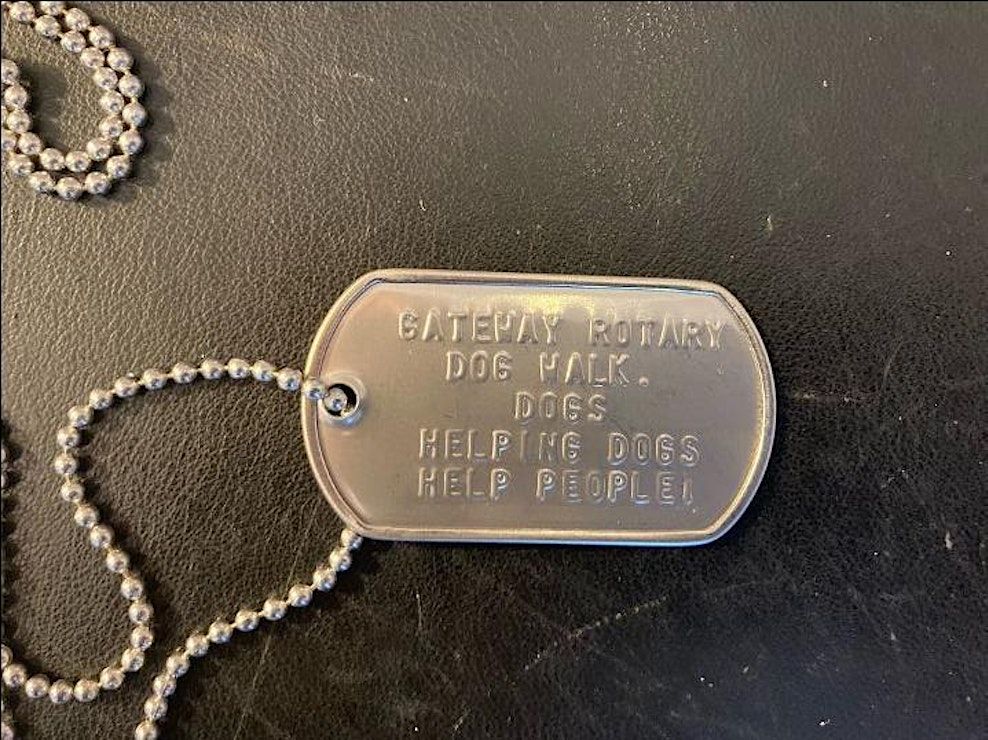 GATEWAY ROTARY
DOG WALK.
DOGS
HELPING DOGS
HELP PEOPLE!